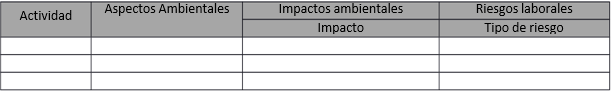 Actividad Aspectos Ambientales Impactos ambientales Riesgos laborales
Impacto Tipo de riesgo